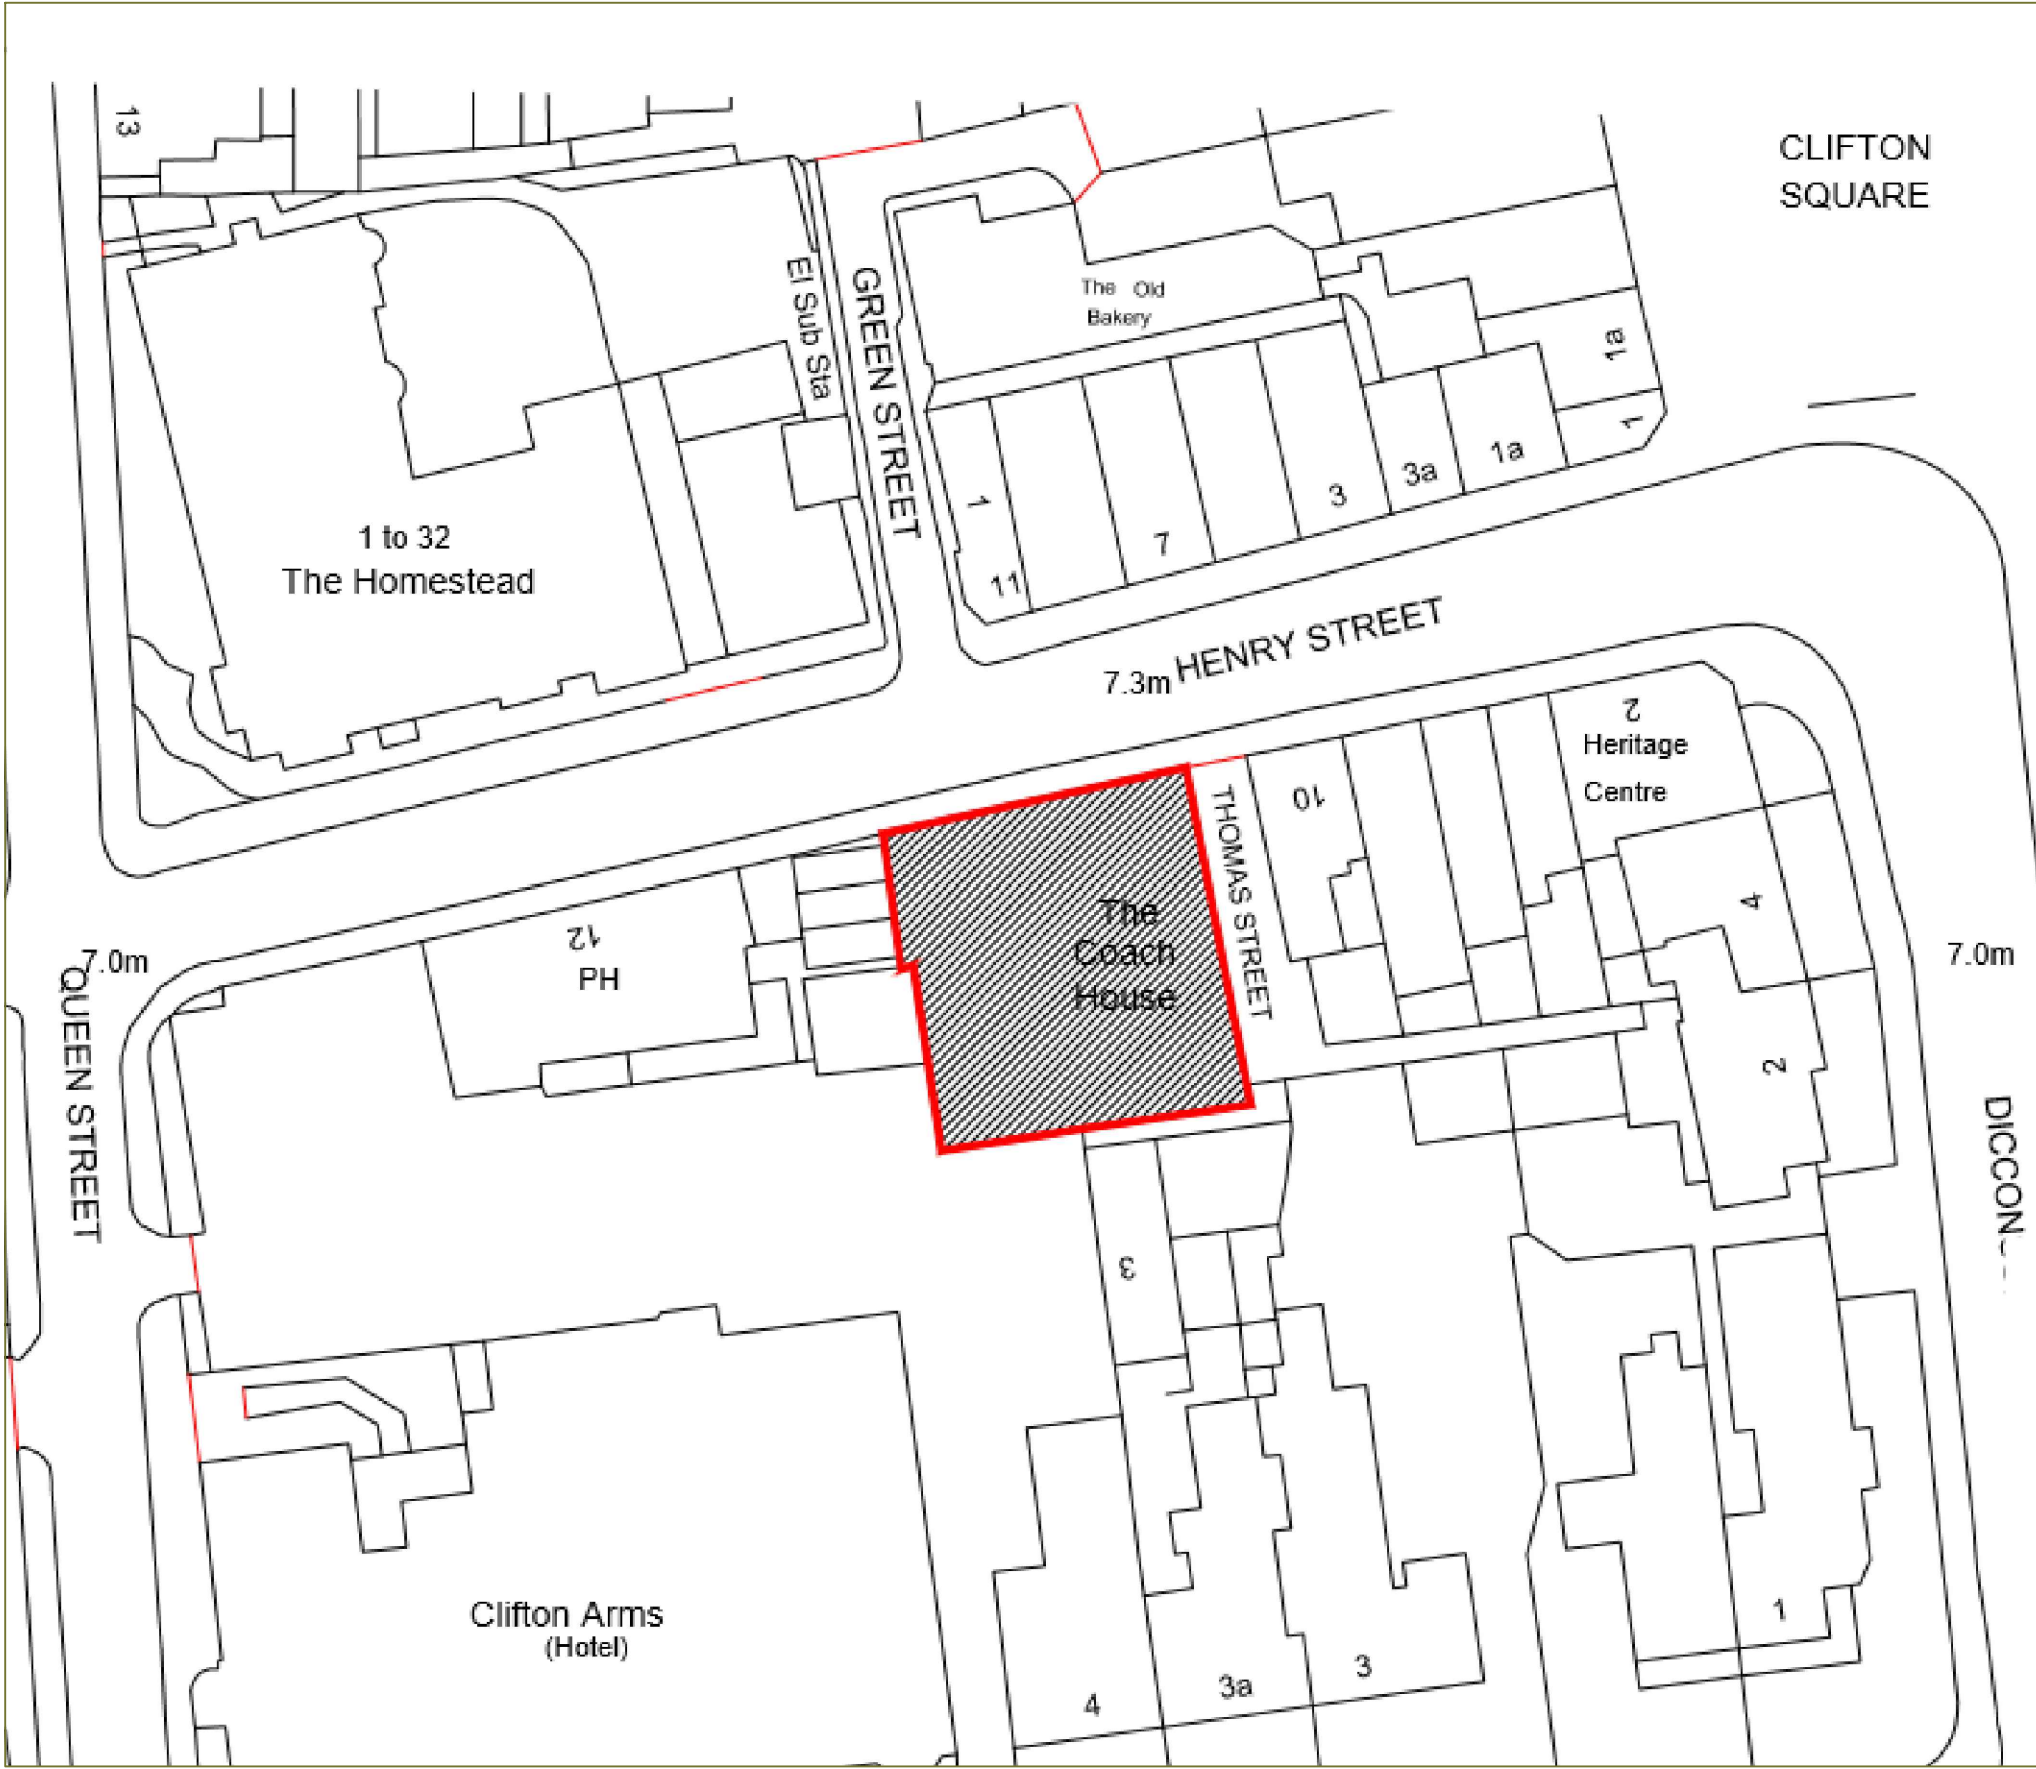 13
CLIFTON
SQUARE
El Sub Sta
GREEN STREET
The Old
Bakery
1a
1
1 to 32
The Homestead
1
11
7
3
3a
1a
HENRY STREET
7.3m
2
Heritage
Centre
10
THOMAS STREET
The
Coach
House
4
12
PH
7.0m
QUEEN STREET
7.0m
2
DICCON
3
Clifton Arms
(Hotel)
4
3a
3
1